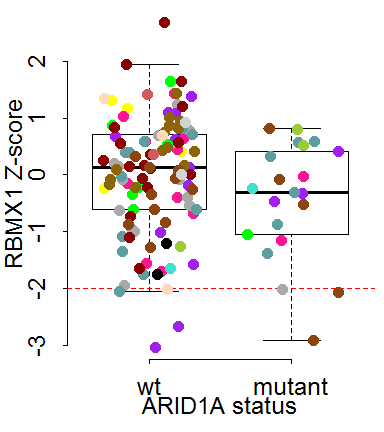 RBMX1 Z-score
2
1
0
-1
-2
-3
wt
mutant
ARID1A status